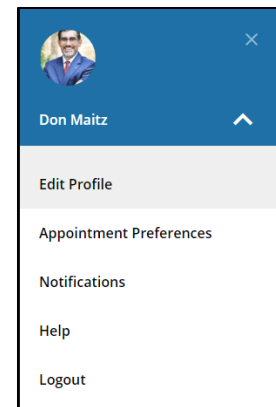 Don Maitz
Edit Profile
Appointment Preferences
Notifications
Help
Logout